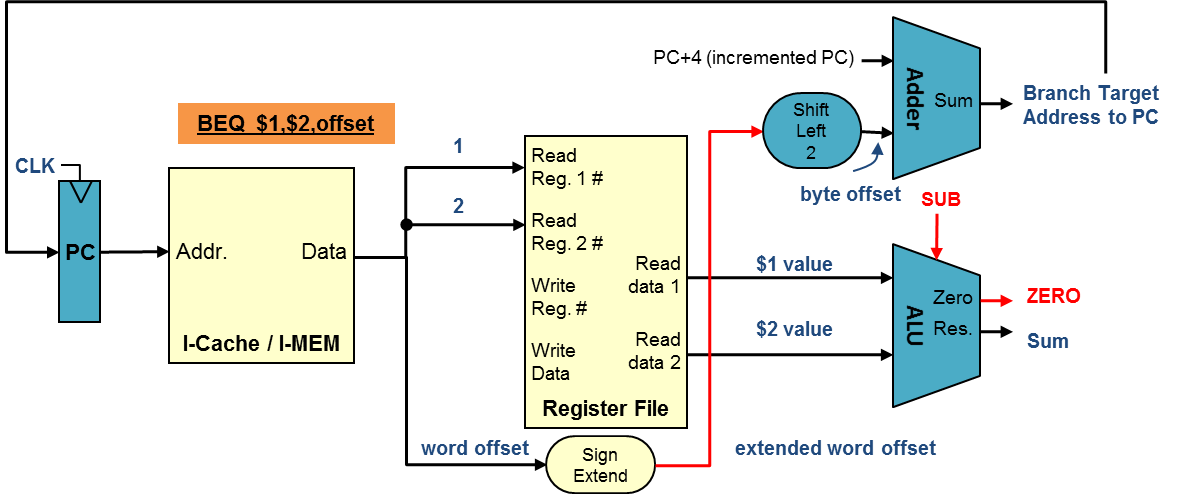 PC+4 (incremented PC)
Adder
Sum
Branch Target
Address to PC
Shift
Left
2
BEQ $1,$2,offset
byte offset
SUB
CLK
PC
Addr.
Data
I-Cache / I-MEM
1
2
Read
Reg. 1 #
Read
Reg. 2 #
Write
Reg. #
Write
Data
Read
data 1
Read
data 2
Register File
$1 value
$2 value
ALU
Zero
Res.
ZERO
Sum
word offset
Sign
Extend
extended word offset